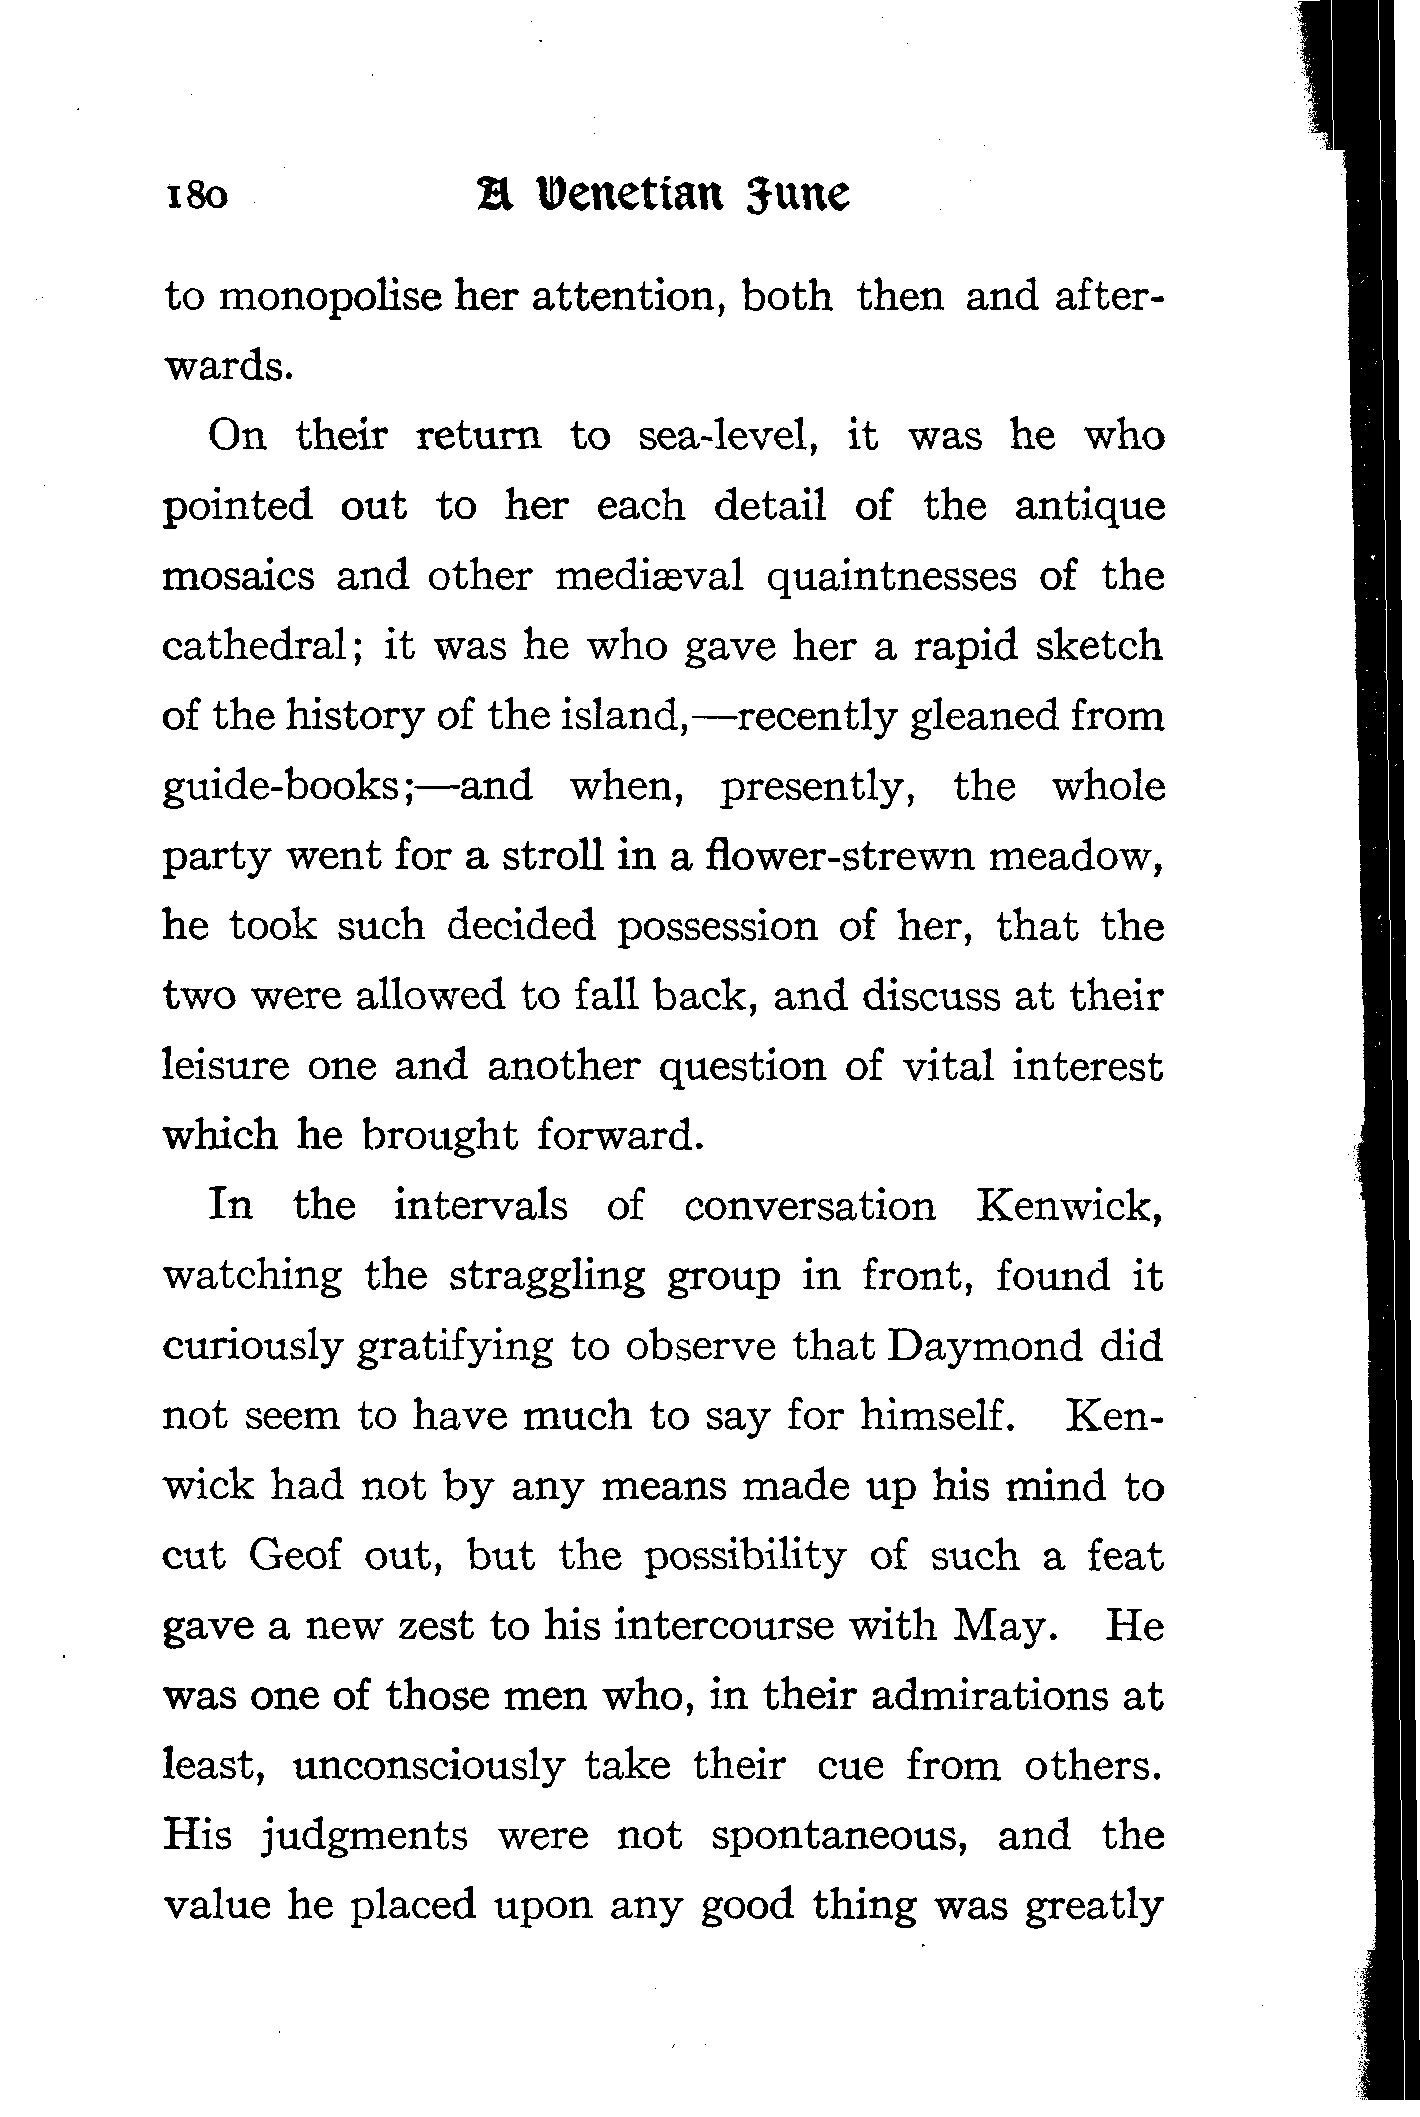 180 A Venetian June
to monopolise her attention, both then and after-
wards.
On their return to sea-level, it was he who
pointed out to her each detail of the antique
mosaics and other mediæval quaintnesses of the
cathedral; it was he who gave her a rapid sketch
of the history of the island,—recently gleaned from
guide-books;—and when, presently, the whole
party went for a stroll in a flower-strewn meadow,
he took such decided possession of her, that the
two were allowed to fall back, and discuss at their
leisure one and another question of vital interest
which he brought forward.
In the intervals of conversation Kenwick,
watching the straggling group in front, found it
curiously gratifying to observe that Daymond did
not seem to have much to say for himself. Ken-
wick had not by any means made up his mind to
cut Geof out, but the possibility of such a feat
gave a new zest to his intercourse with May. He
was one of those men who, in their admirations at
least, unconsciously take their cue from others.
His judgments were not spontaneous, and the
value he placed upon any good thing was greatly